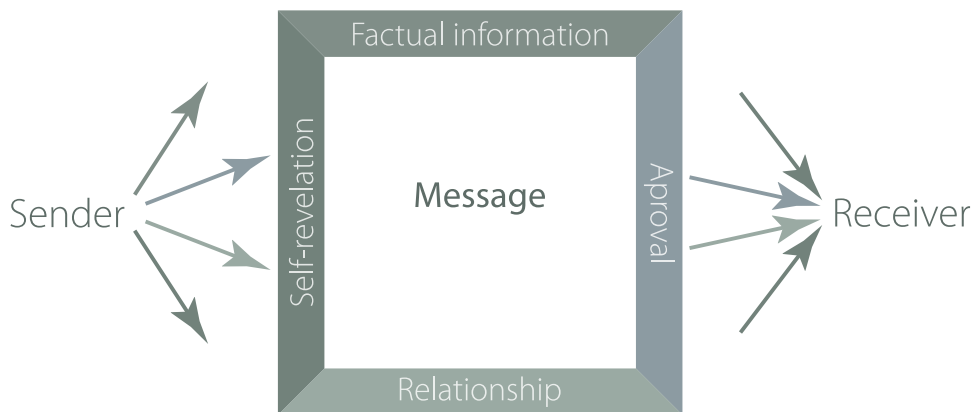 Factual information
Sender
Self-revelation
Message
Aproval
Receiver
Relationship